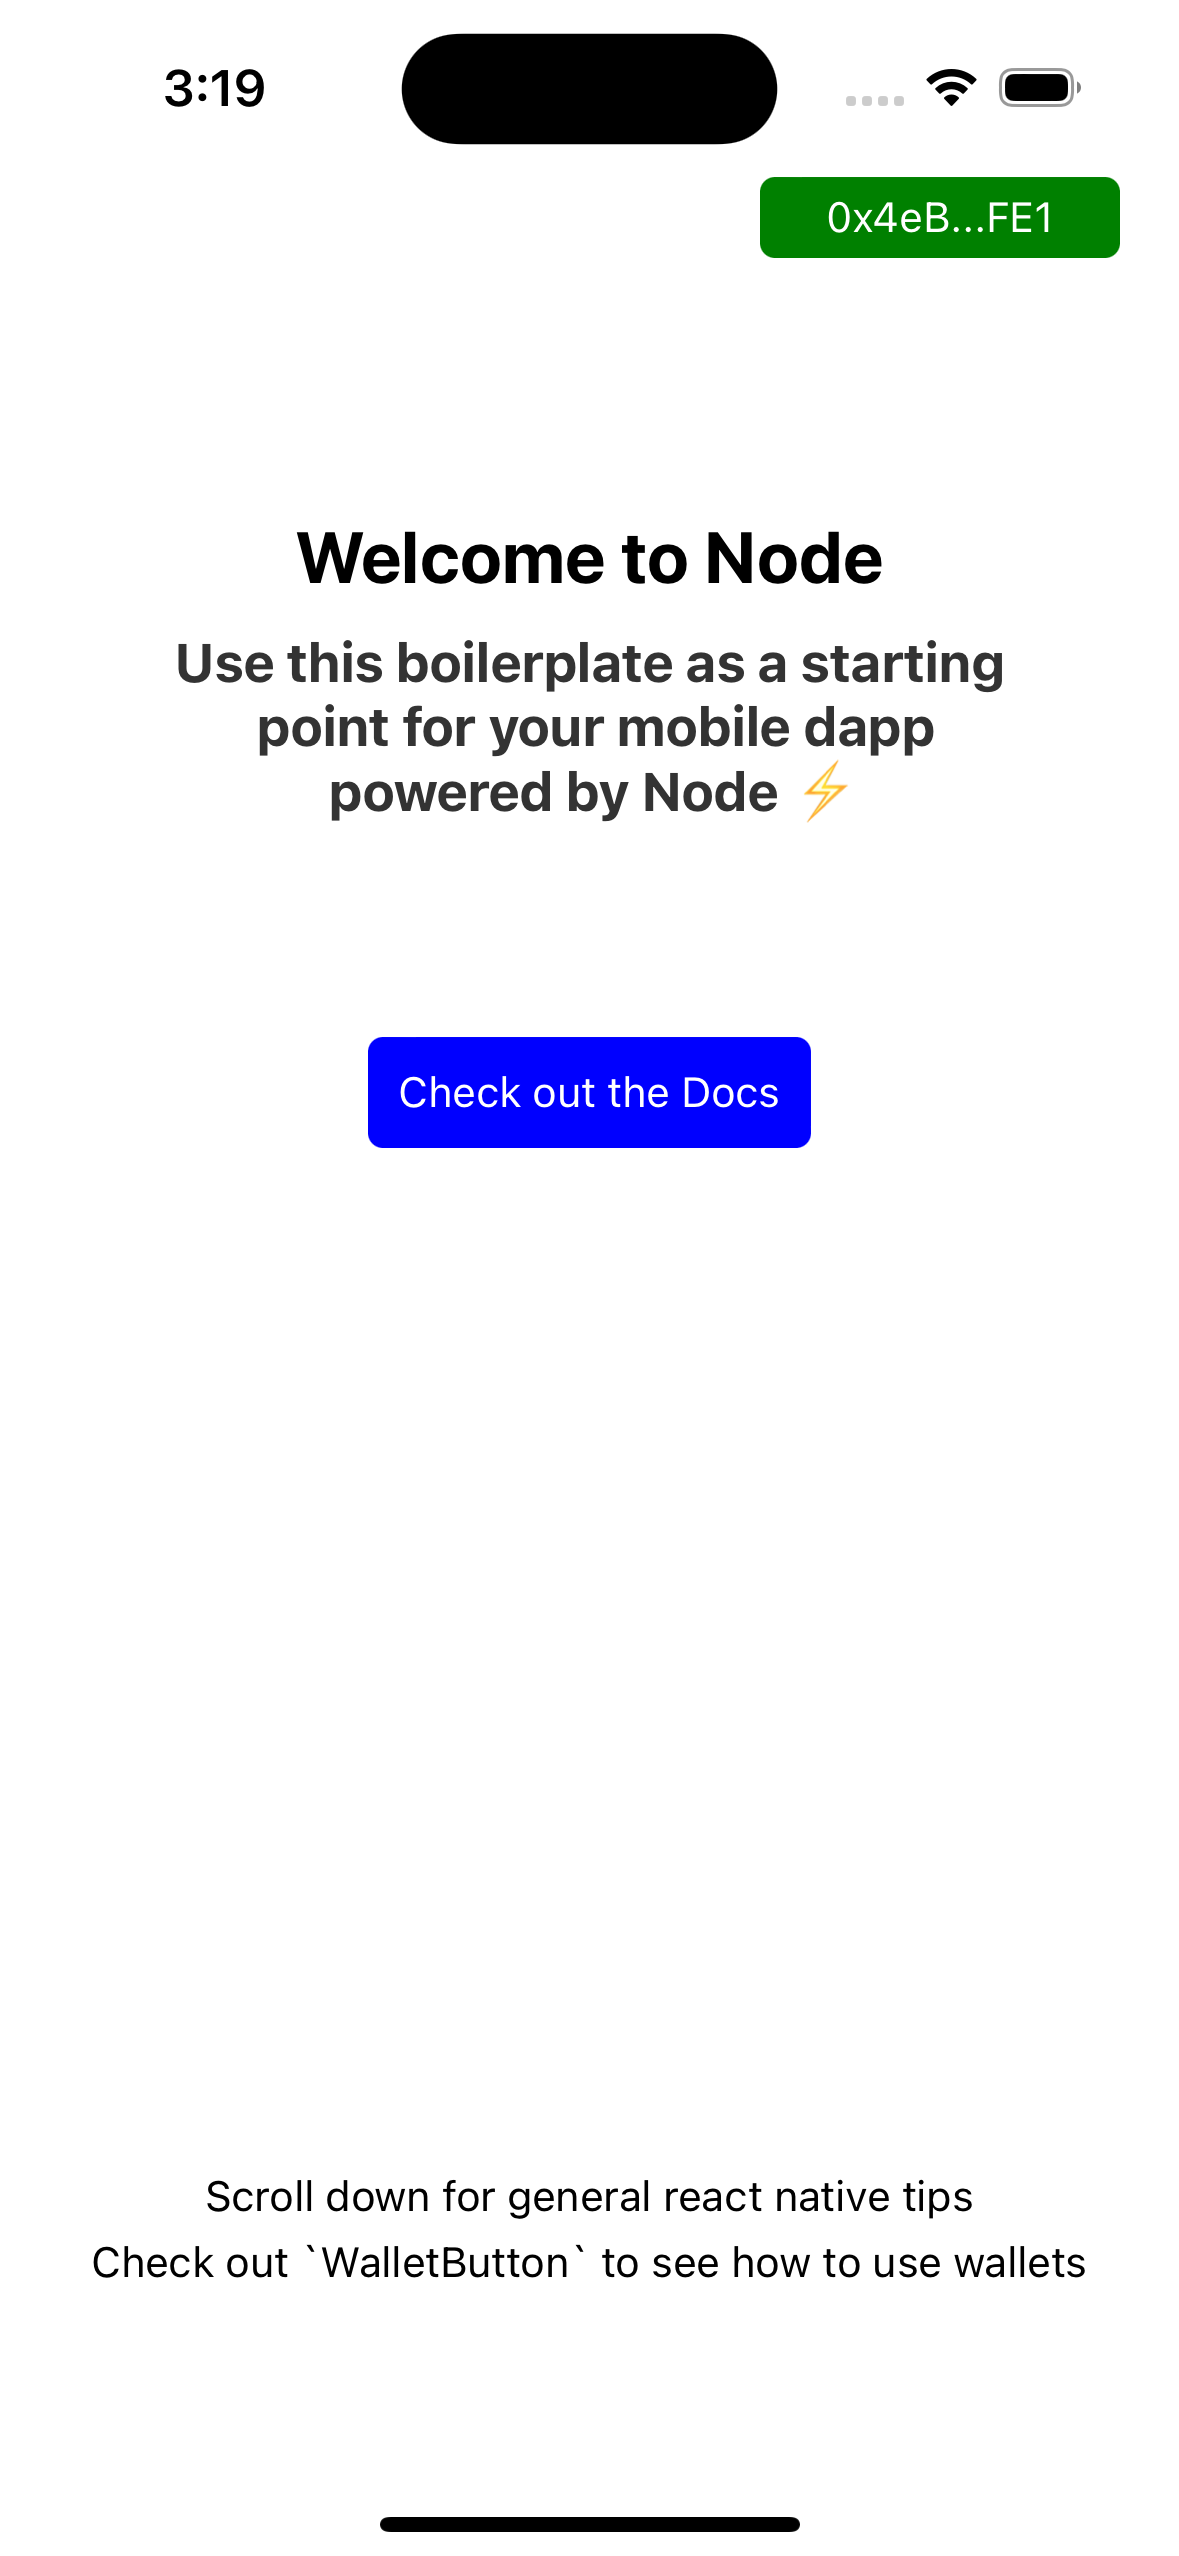 3:19
0x4eB...FE1
Welcome to Node
Use this boilerplate as a starting
point for your mobile dapp
powered by Node ⚡
Check out the Docs
Scroll down for general react native tips
Check out `WalletButton` to see how to use wallets